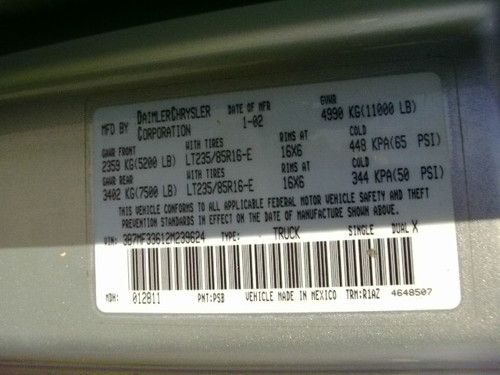 MFD BY DAIMLERCHRYSLER CORPORATION DATE OF MFR 1-02 GVWR 4990 KG(11000 LB)
GAWR FRONT WITH TIRES RIMS AT COLD
2359 KG(5200 LB) LT235/85R16-E 16X6 448 KPA(65 PSI)
GAWR REAR WITH TIRES RIMS AT COLD
3402 KG(7500 LB) LT235/85R16-E 16X6 344 KPA(50 PSI)
THIS VEHICLE CONFORMS TO ALL APPLICABLE FEDERAL MOTOR VEHICLE SAFETY AND THEFT
PREVENTION STANDARDS IN EFFECT ON THE DATE OF MANUFACTURE SHOWN ABOVE.
VIN: 3B7MF33612M239624 TYPE: TRUCK SINGLE DUAL X
MDH: 012811 PNT:PSB VEHICLE MADE IN MEXICO TRM:R1AZ 4648507